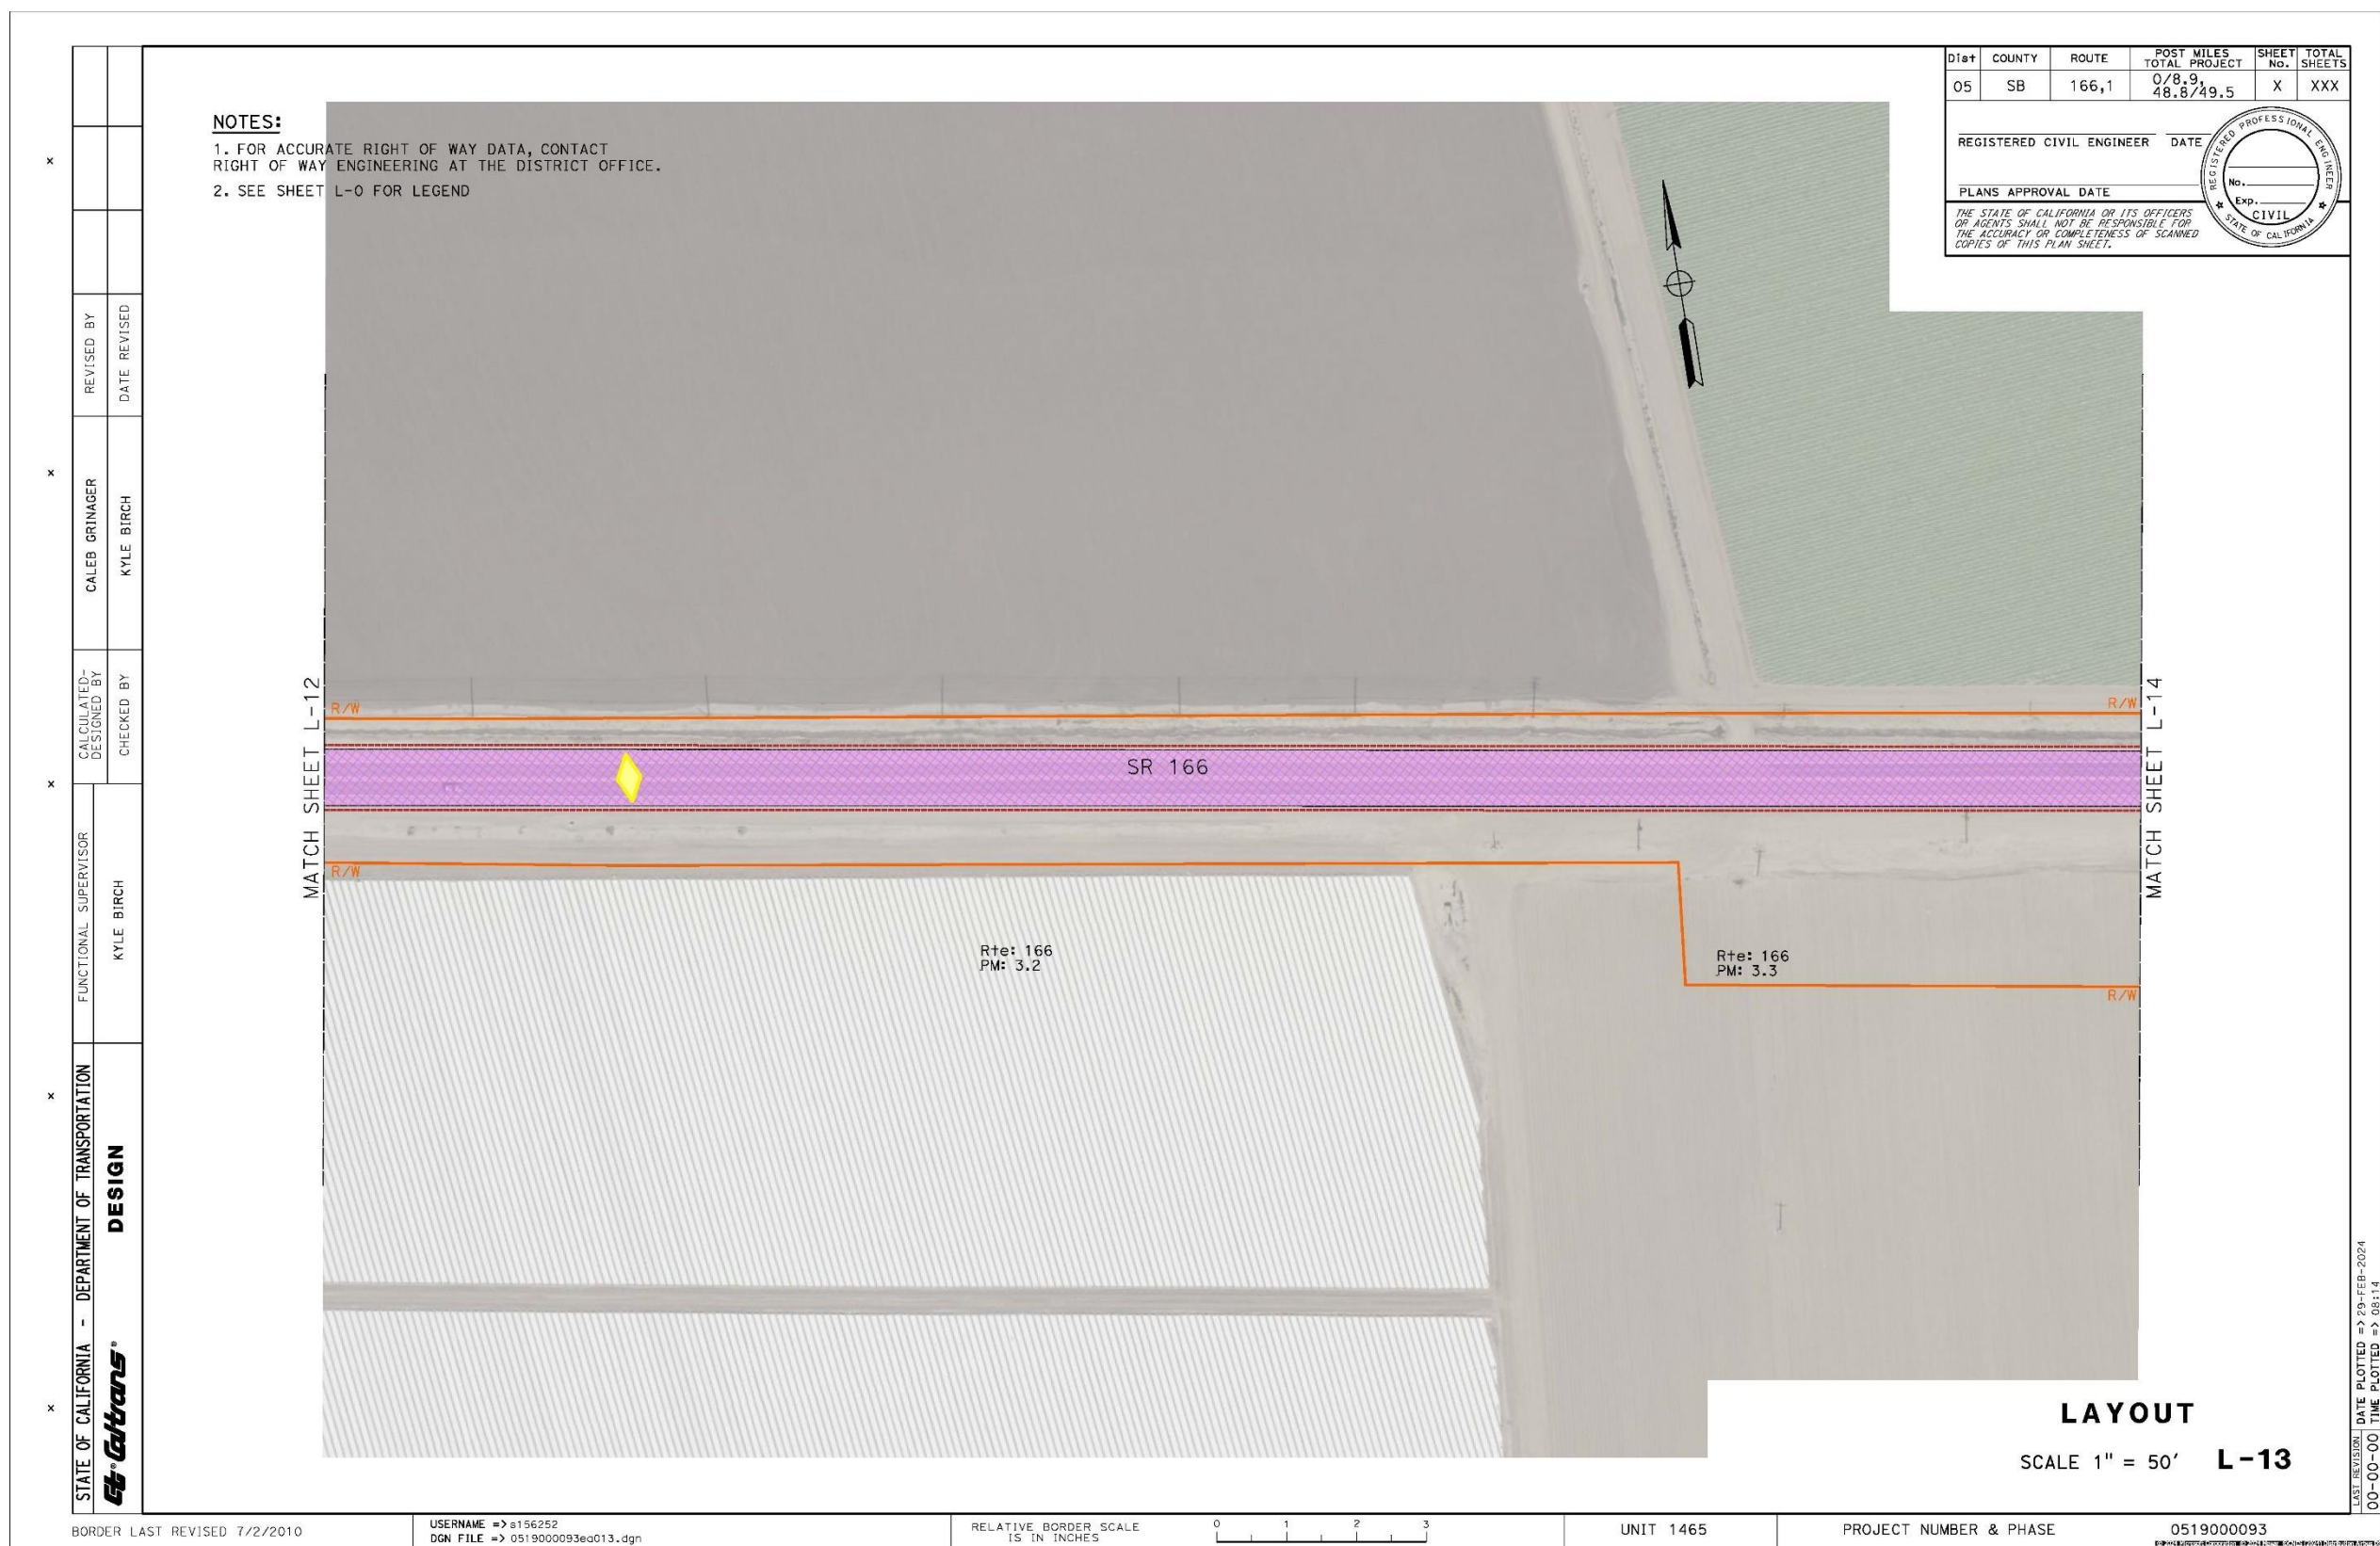 Dist COUNTY ROUTE POST MILES TOTAL PROJECT SHEET No. TOTAL SHEETS
05 SB 166,1 0/8.9, 48.8/49.5 X XXX
REGISTERED CIVIL ENGINEER DATE
PLANS APPROVAL DATE
THE STATE OF CALIFORNIA OR ITS OFFICERS
OR AGENTS SHALL NOT BE RESPONSIBLE FOR
THE ACCURACY OR COMPLETENESS OF SCANNED
COPIES OF THIS PLAN SHEET.
REGISTERED PROFESSIONAL ENGINEER
No.
Exp.
CIVIL
STATE OF CALIFORNIA
NOTES:
1. FOR ACCURATE RIGHT OF WAY DATA, CONTACT
RIGHT OF WAY ENGINEERING AT THE DISTRICT OFFICE.
2. SEE SHEET L-0 FOR LEGEND
x
x
x
x
x
REVISED BY
DATE REVISED
CALEB GRINAGER
KYLE BIRCH
CALCULATED-
DESIGNED BY
CHECKED BY
FUNCTIONAL SUPERVISOR
KYLE BIRCH
STATE OF CALIFORNIA - DEPARTMENT OF TRANSPORTATION
DESIGN
Caltrans
MATCH SHEET L-12
R/W
R/W
SR 166
R/W
MATCH SHEET L-14
R/W
Rte: 166
PM: 3.2
Rte: 166
PM: 3.3
LAYOUT
SCALE 1" = 50'
L-13
LAST REVISION
00-00-00
DATE PLOTTED => 29-FEB-2024
TIME PLOTTED => 08:14
BORDER LAST REVISED 7/2/2010
USERNAME => s156252
DGN FILE => 0519000093ea013.dgn
RELATIVE BORDER SCALE
IS IN INCHES
0 1 2 3
UNIT 1465
PROJECT NUMBER & PHASE
0519000093